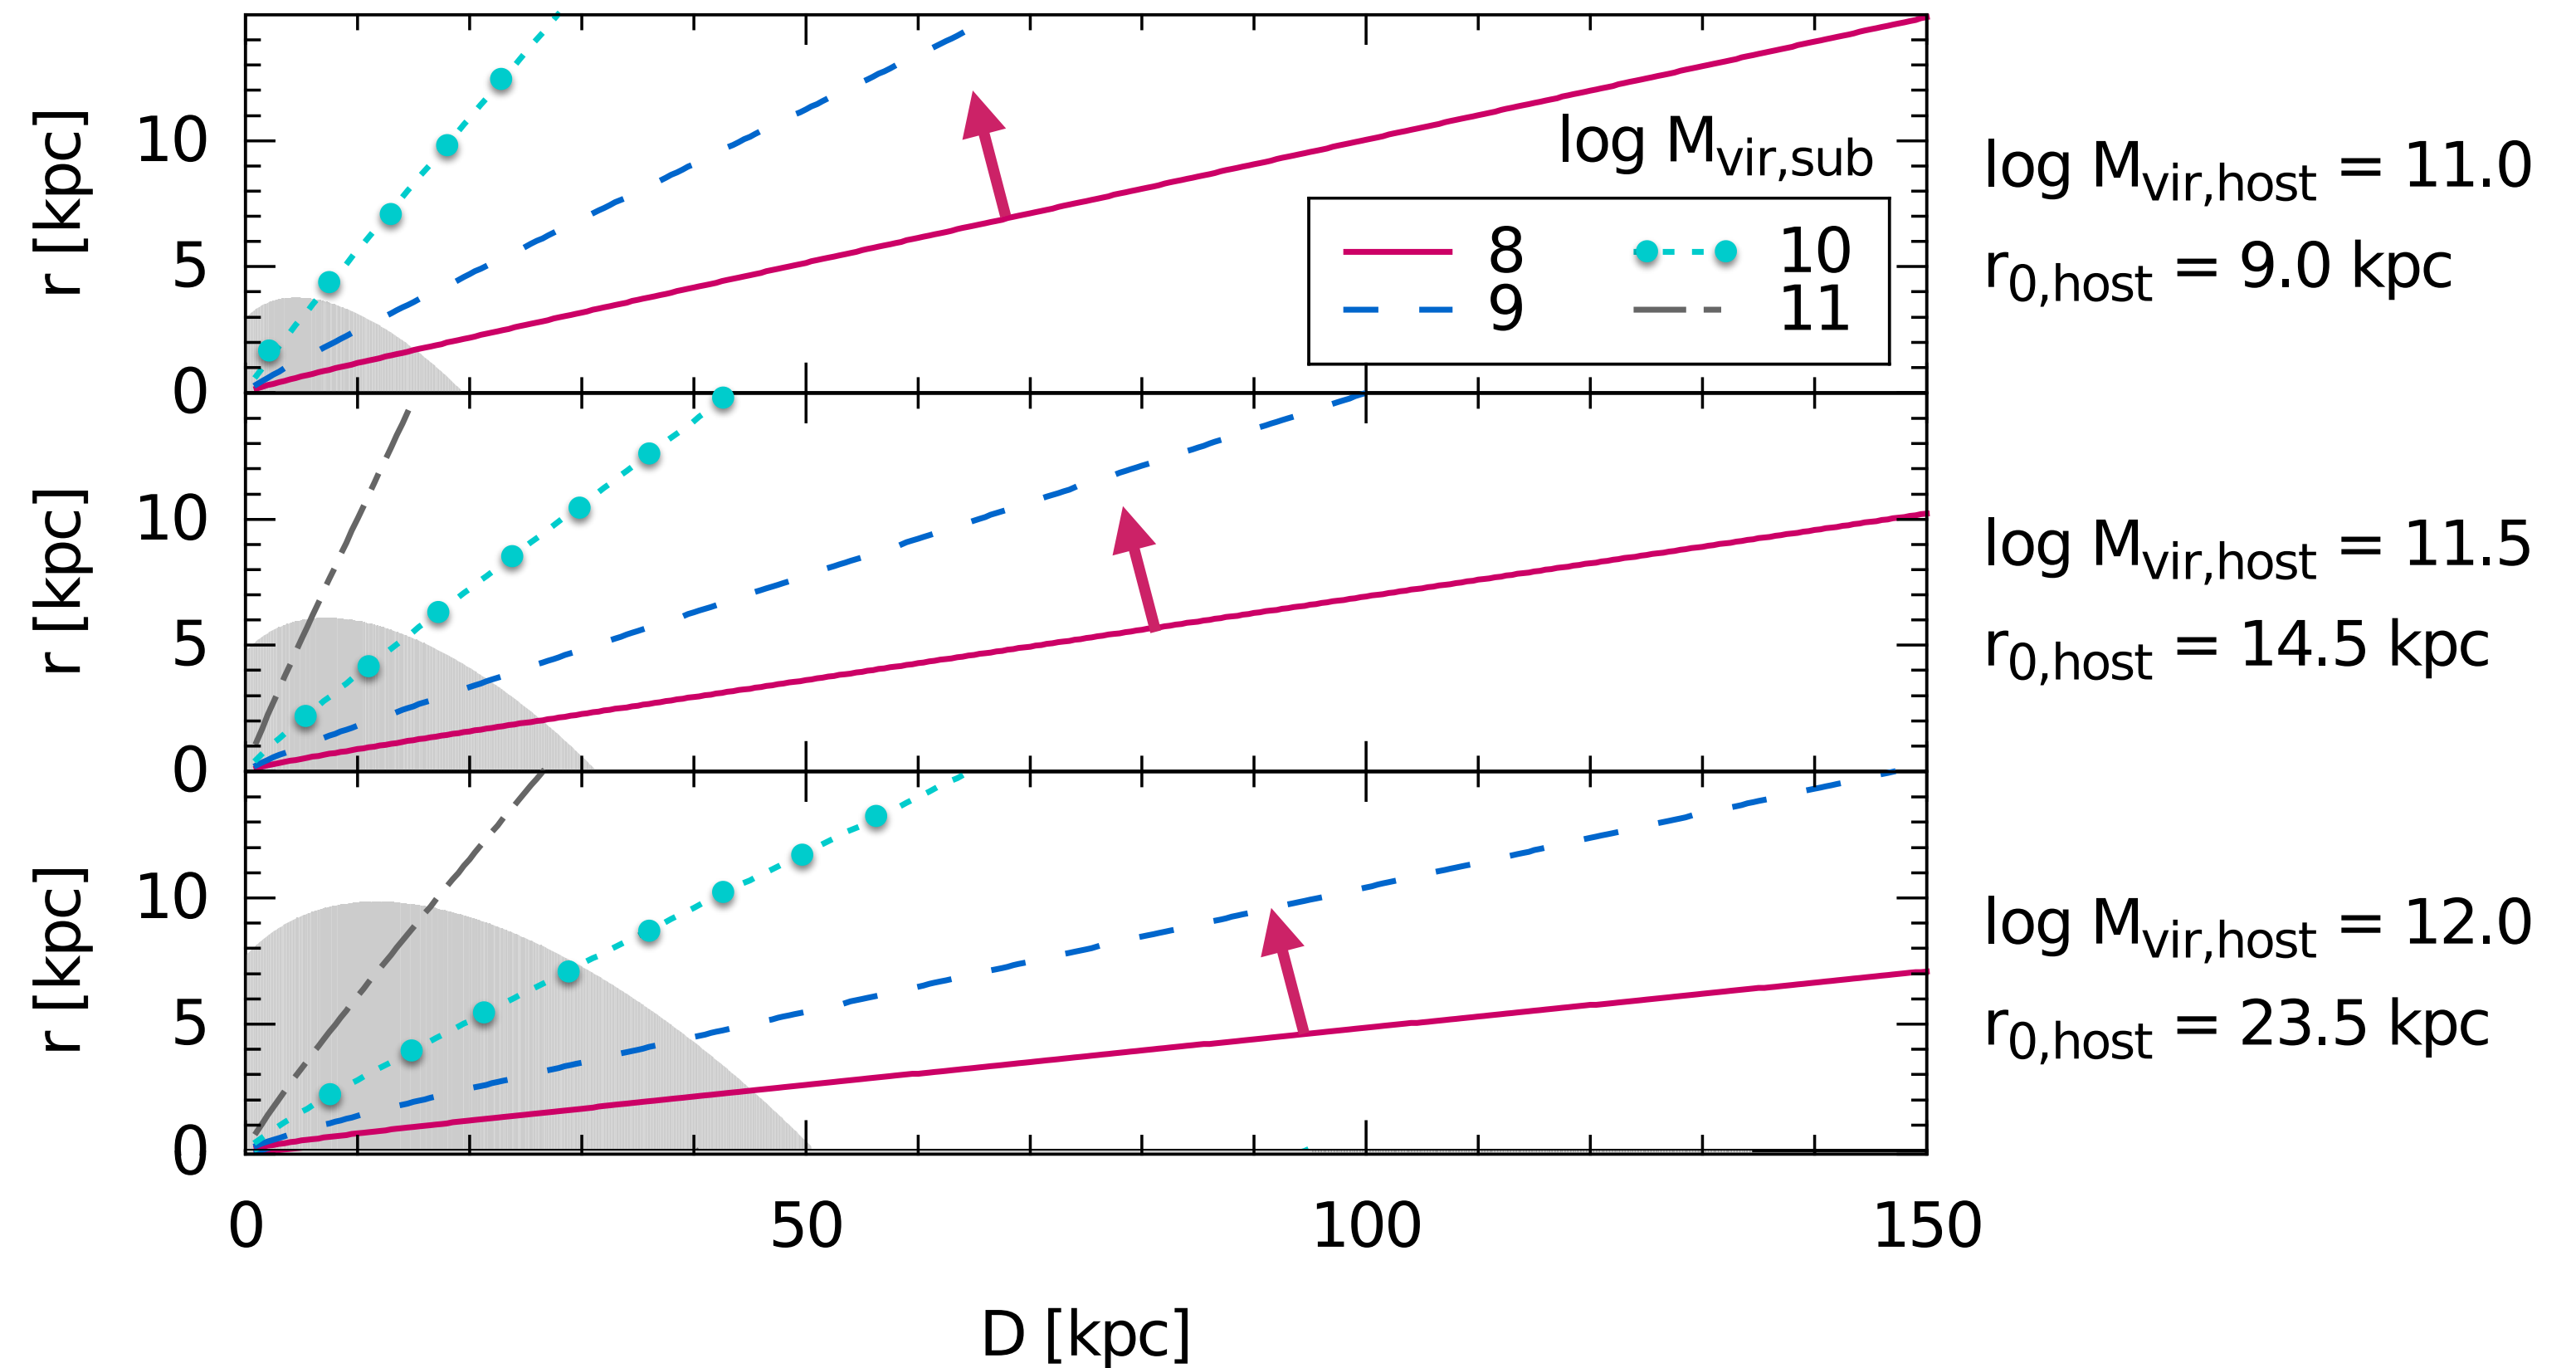 r [kpc]
10
5
0
log M_vir,sub
8
10
9
11
log M_vir,host = 11.0
r_0,host = 9.0 kpc
r [kpc]
10
5
0
log M_vir,host = 11.5
r_0,host = 14.5 kpc
r [kpc]
10
5
0
log M_vir,host = 12.0
r_0,host = 23.5 kpc
0 50 100 150
D [kpc]